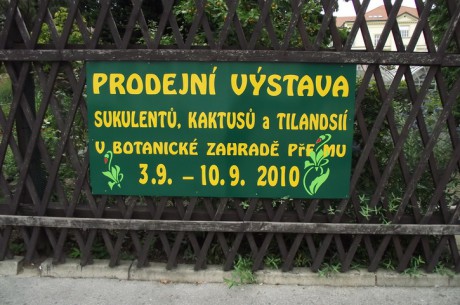 PRODEJNÍ VÝSTAVA
SUKULENTŮ, KAKTUSŮ a TILANDSIÍ
V BOTANICKÉ ZAHRADĚ PřF MU
3.9. – 10.9. 2010